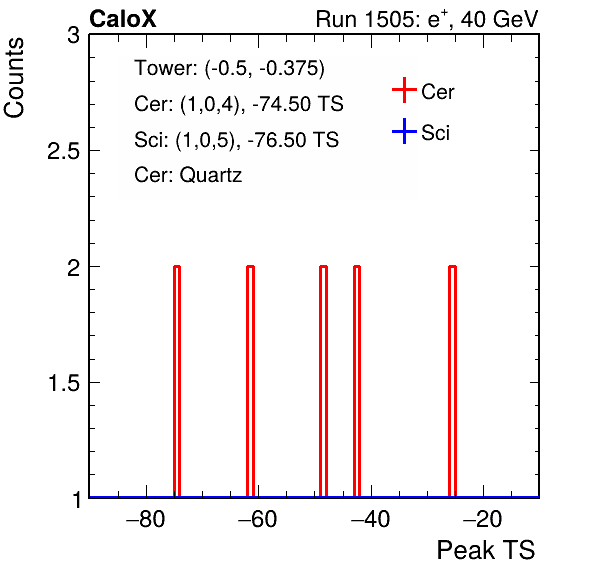 CaloX Run 1505: e+, 40 GeV
Counts
3
2.5
2
1.5
1
Tower: (-0.5, -0.375)
Cer: (1,0,4), -74.50 TS
Sci: (1,0,5), -76.50 TS
Cer: Quartz
Cer
Sci
−80 −60 −40 −20
Peak TS